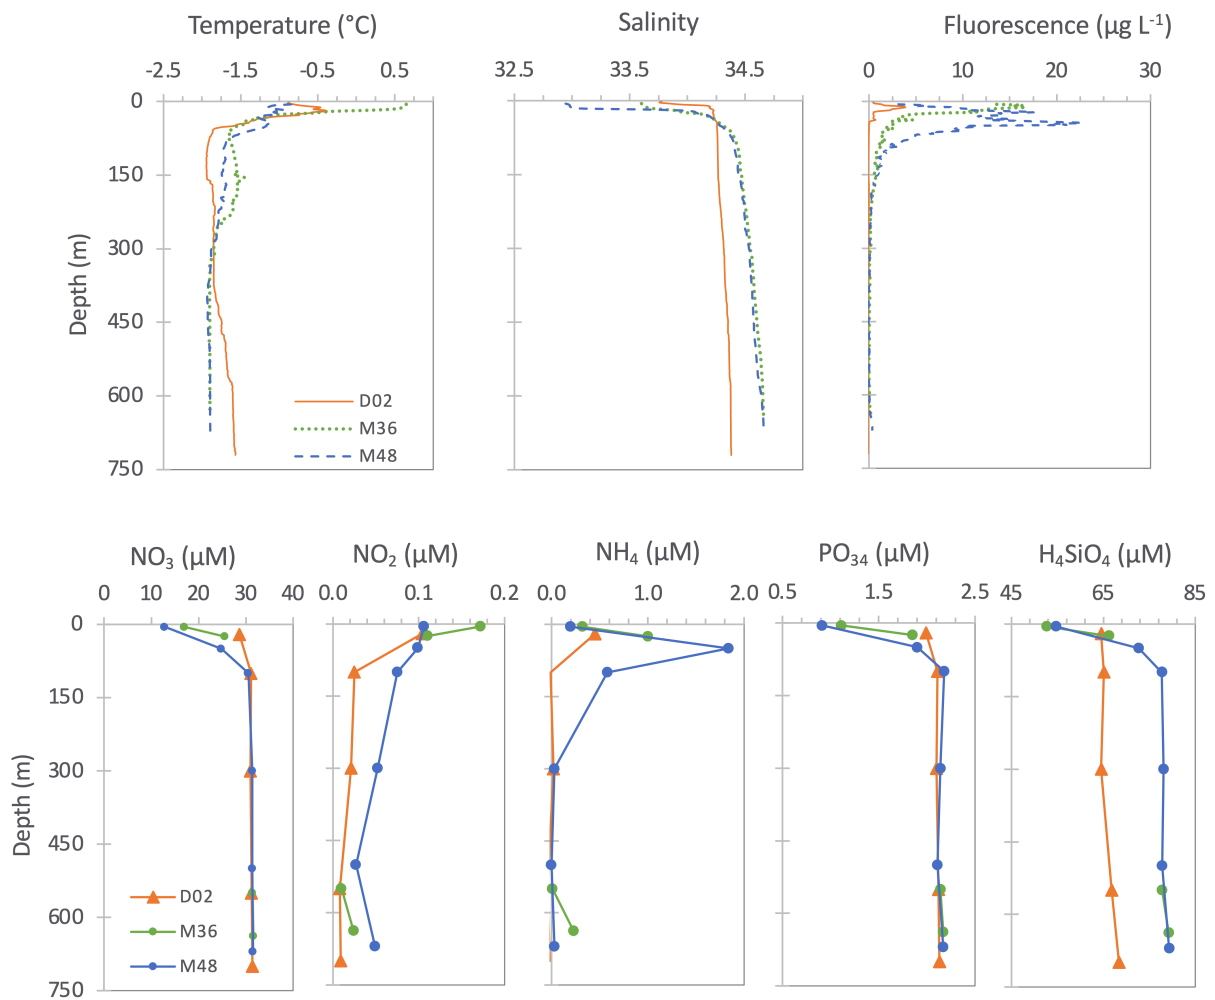 Temperature (°C) Salinity Fluorescence (µg L⁻¹)
-2.5 -1.5 -0.5 0.5 32.5 33.5 34.5 0 10 20 30
0
150
300
450
600
750
Depth (m)
D02
M36
M48
NO₃ (µM) NO₂ (µM) NH₄ (µM) PO₃₄ (µM) H₄SiO₄ (µM)
0 10 20 30 40 0.0 0.1 0.2 0.0 1.0 2.0 0.5 1.5 2.5 45 65 85
0
150
300
450
600
750
Depth (m)
D02
M36
M48